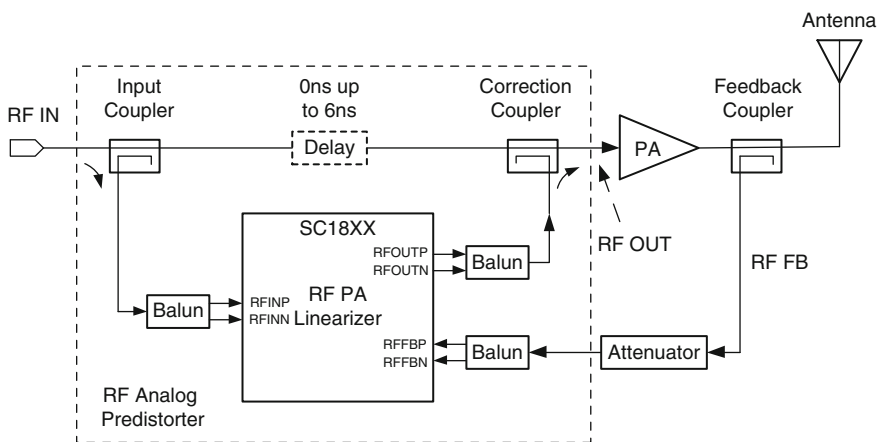 Antenna
Input
Coupler
0ns up
to 6ns
Correction
Coupler
Feedback
Coupler
RF IN
Delay
PA
SC18XX
RFOUTP
RFOUTN
Balun
RF OUT
RF FB
Balun
RFINP
RFINN
RF PA
Linearizer
RFFBP
RFFBN
Balun
Attenuator
RF Analog
Predistorter